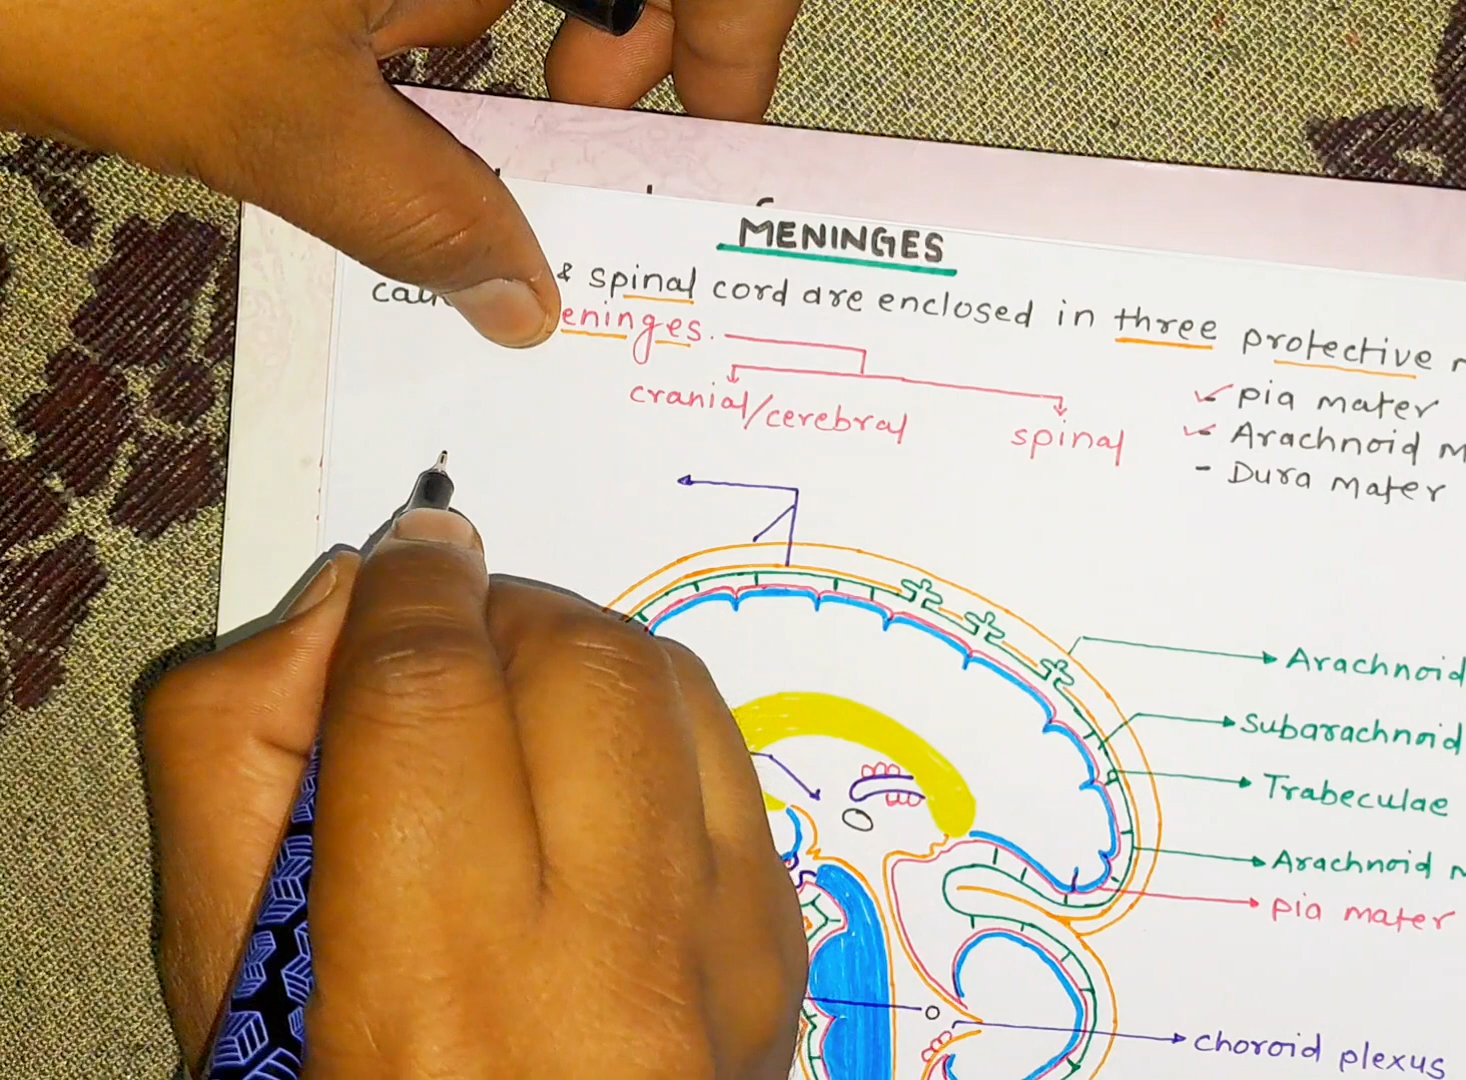 MENINGES
& spinal cord are enclosed in three protective
eninges.
cranial/cerebral
spinal
pia mater
Arachnoid
- Dura Mater
Arachnoid
Subarachnoid
Trabeculae
Arachnoid
pia mater
choroid plexus